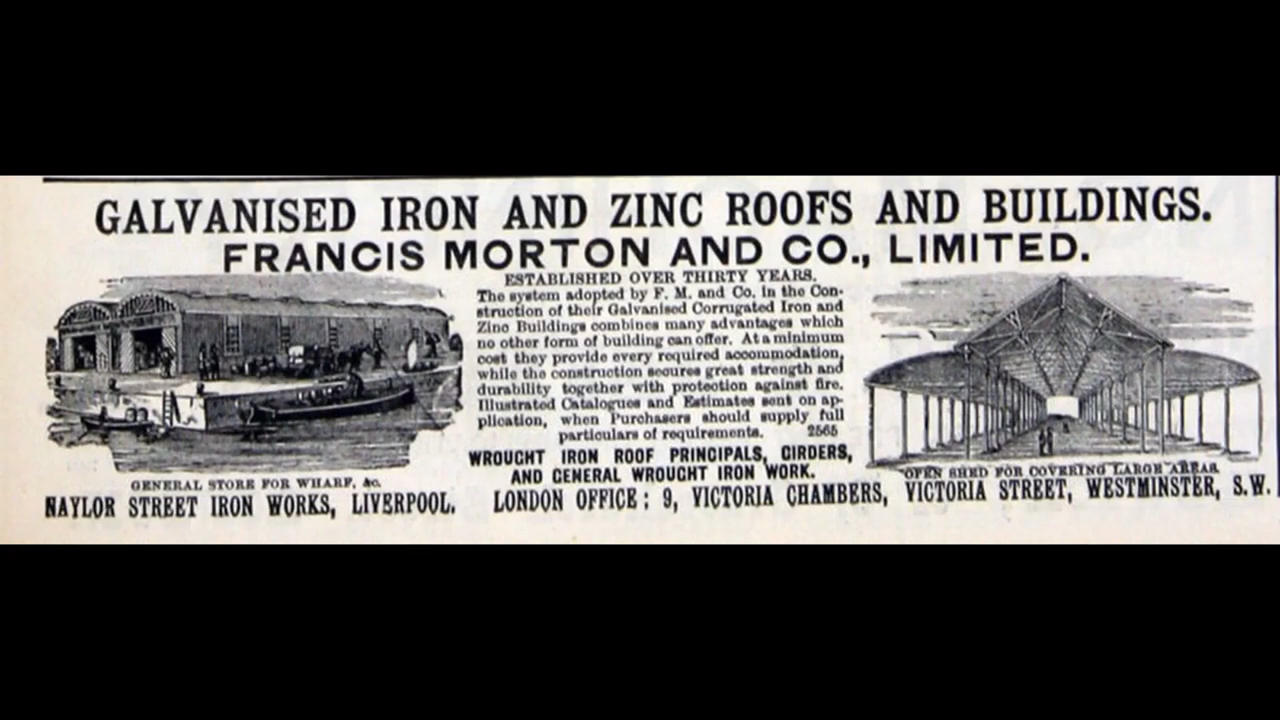 GALVANISED IRON AND ZINC ROOFS AND BUILDINGS.
FRANCIS MORTON AND CO., LIMITED.
ESTABLISHED OVER THIRTY YEARS.
The system adopted by F. M. and Co. in the Con-
struction of their Galvanised Corrugated Iron and
Zinc Buildings combines many advantages which
no other form of building can offer. At a minimum
cost they provide every required accommodation,
while the construction secures great strength and
durability together with protection against fire.
Illustrated Catalogues and Estimates sent on ap-
plication, when Purchasers should supply full
particulars of requirements. 2565
WROUGHT IRON ROOF PRINCIPALS, GIRDERS,
AND GENERAL WROUGHT IRON WORK.
GENERAL STORE FOR WHARF, &c.
OPEN SHED FOR COVERING LARGE AREAS.
NAYLOR STREET IRON WORKS, LIVERPOOL. LONDON OFFICE: 9, VICTORIA CHAMBERS, VICTORIA STREET, WESTMINSTER, S.W.